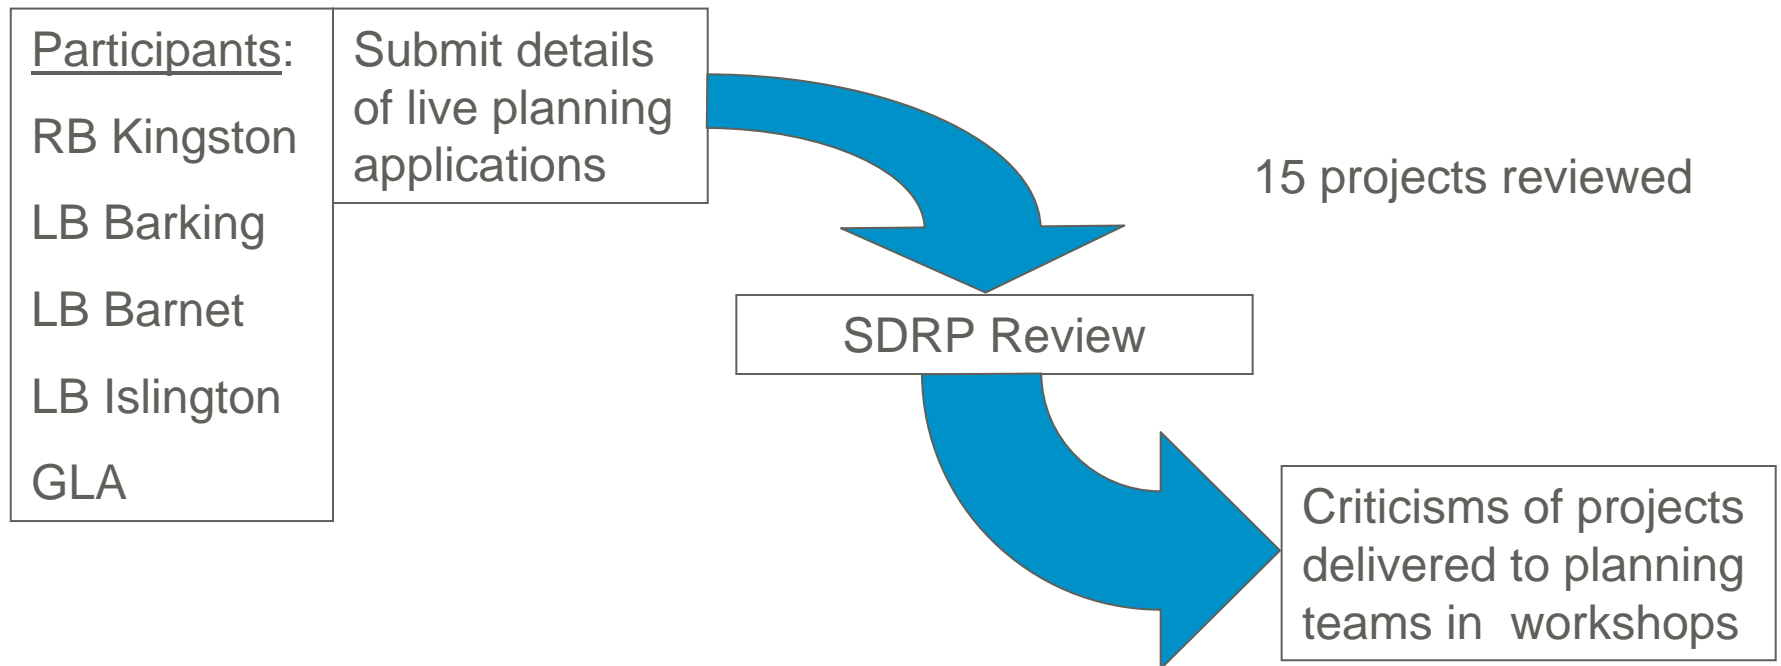 Participants:
RB Kingston
LB Barking
LB Barnet
LB Islington
GLA
Submit details
of live planning
applications
15 projects reviewed
SDRP Review
Criticisms of projects
delivered to planning
teams in  workshops